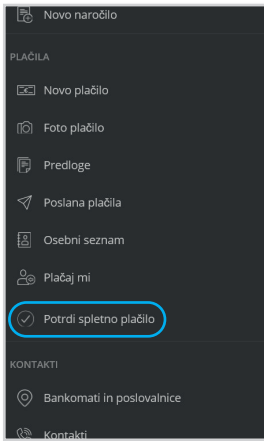 Novo naročilo
PLAČILA
Novo plačilo
Foto plačilo
Predloge
Poslana plačila
Osebni seznam
Plačaj mi
Potrdi spletno plačilo
KONTAKTI
Bankomati in poslovalnice
Kontakti